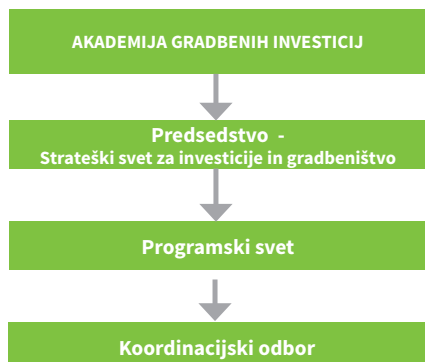 AKADEMIJA GRADBENIH INVESTICIJ
Predsedstvo -
Strateški svet za investicije in gradbeništvo
Programski svet
Koordinacijski odbor